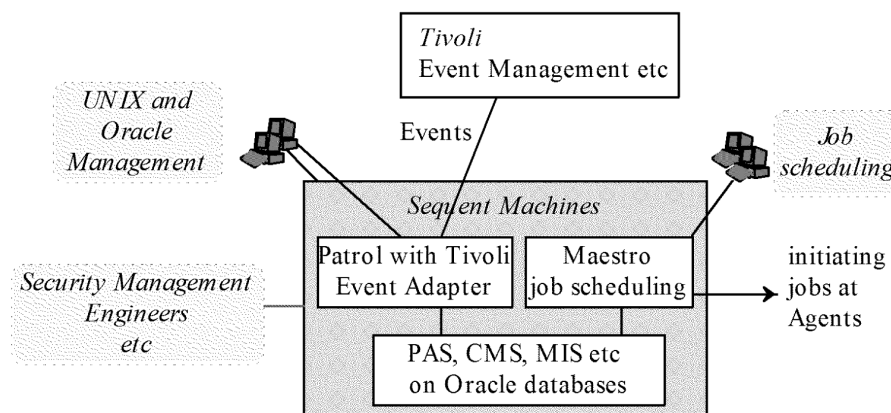 Tivoli
Event Management etc
UNIX and
Oracle
Management
Events
Job
scheduling
Sequent Machines
Patrol with Tivoli
Event Adapter
Maestro
job scheduling
initiating
jobs at
Agents
Security Management
Engineers
etc
PAS, CMS, MIS etc
on Oracle databases